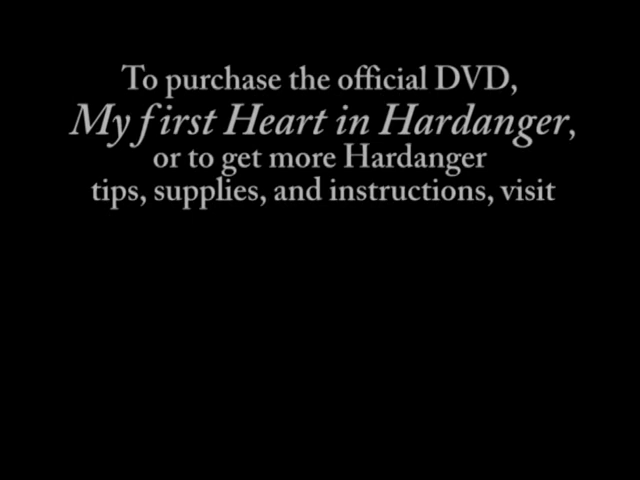 To purchase the official DVD,
My first Heart in Hardanger,
or to get more Hardanger
tips, supplies, and instructions, visit